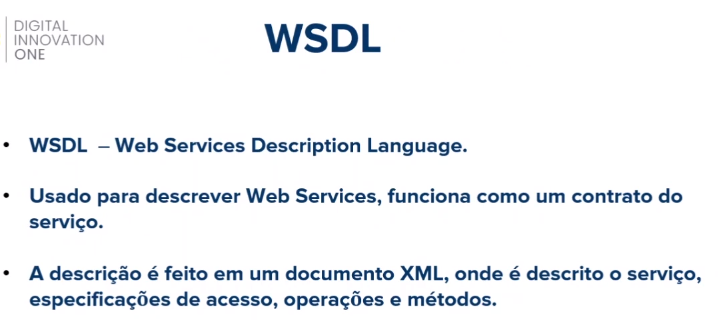 DIGITAL
INNOVATION
ONE
WSDL
• WSDL – Web Services Description Language.
• Usado para descrever Web Services, funciona como um contrato do
serviço.
• A descrição é feito em um documento XML, onde é descrito o serviço,
especificações de acesso, operações e métodos.